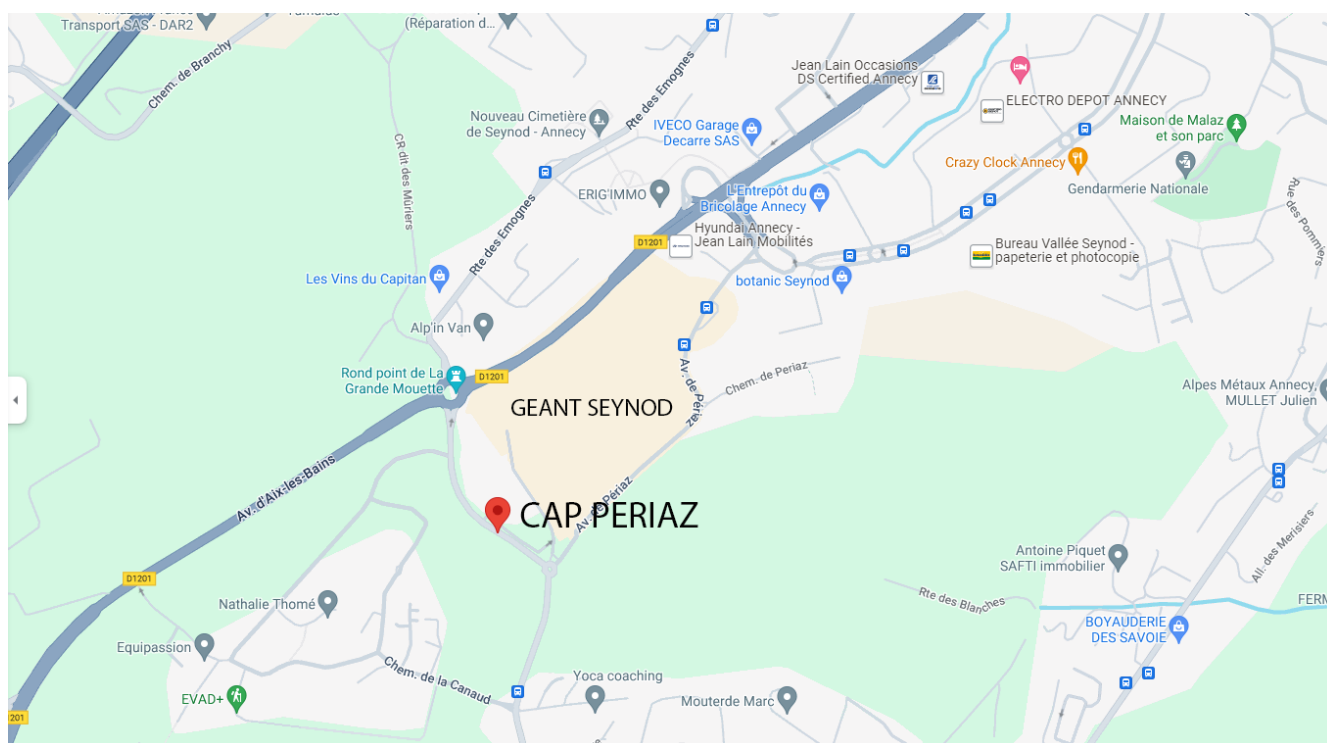 Transport SAS - DAR2
(Réparation d...
Chem. de Branchy
Jean Lain Occasions
DS Certified Annecy
ELECTRO DEPOT ANNECY
Nouveau Cimetière
de Seynod - Annecy
Rte des Emognes
IVECO Garage
Decarre SAS
Maison de Malaz
et son parc
CR dit des Mûriers
Crazy Clock Annecy
Gendarmerie Nationale
ERIG'IMMO
L'Entrepôt du
Bricolage Annecy
Rue des Pommiers
Rte des Emognes
D1201
Hyundai Annecy -
Jean Lain Mobilités
Bureau Vallée Seynod -
papeterie et photocopie
Les Vins du Capitan
botanic Seynod
Alp'in Van
Rond point de La
Grande Mouette
D1201
Av. de Périaz
Chem. de Periaz
Alpes Métaux Annecy,
MULLET Julien
GEANT SEYNOD
Av. d'Aix-les-Bains
Av. de Périaz
CAP PERIAZ
Antoine Piquet
SAFTI immobilier
All. des Merisiers
D1201
Nathalie Thomé
Rte des Blanches
FERM
BOYAUDERIE
DES SAVOIE
Equipassion
Chem. de la Canaud
Yoca coaching
EVAD+
Mouterde Marc
201